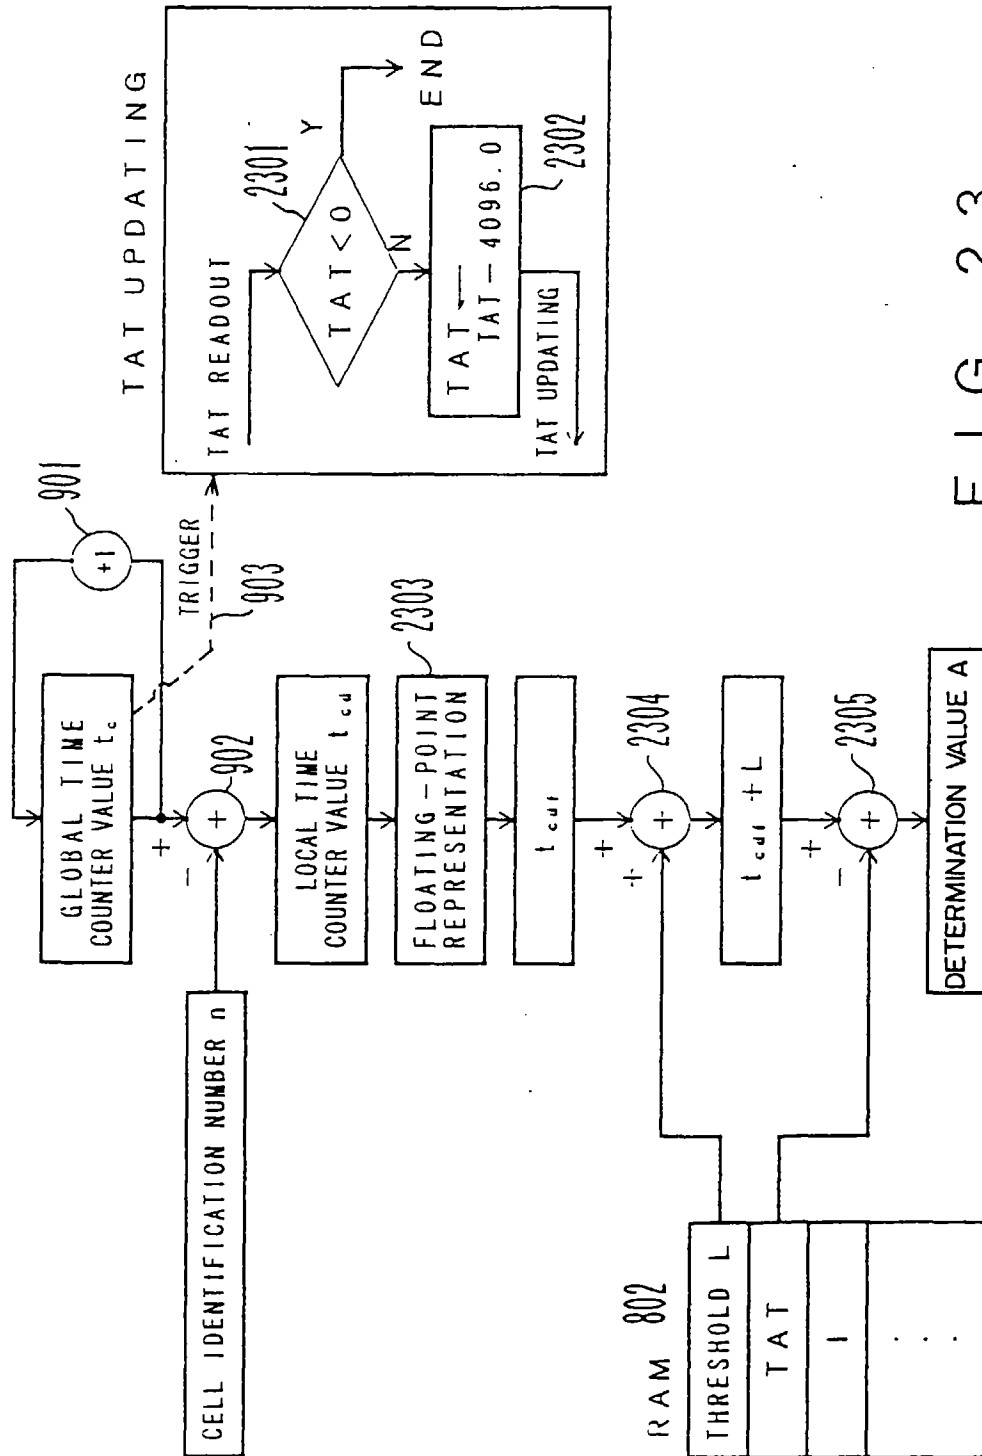 TAT UPDATING
TAT READOUT
2301
TAT<0
Y
END
N
TAT ←
TAT-4096.0
2302
TAT UPDATING
901
+1
TRIGGER
903
GLOBAL TIME
COUNTER VALUE tc
+
-
+
902
CELL IDENTIFICATION NUMBER n
LOCAL TIME
COUNTER VALUE tcd
FLOATING-POINT
REPRESENTATION
2303
tcdf
+
+
+
2304
tcdf + L
+
-
+
2305
DETERMINATION VALUE A
RAM 802
THRESHOLD L
TAT
I
. . .
FIG 23